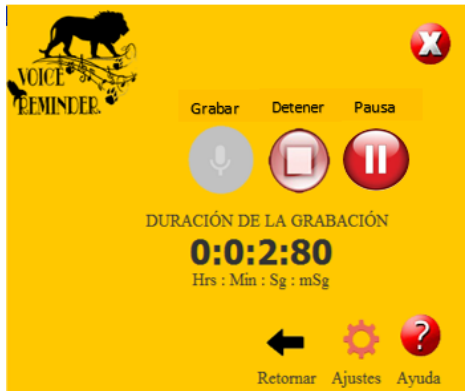 VOICE
REMINDER
X
Grabar Detener Pausa
DURACIÓN DE LA GRABACIÓN
0:0:2:80
Hrs : Min : Sg : mSg
?
Retornar Ajustes Ayuda